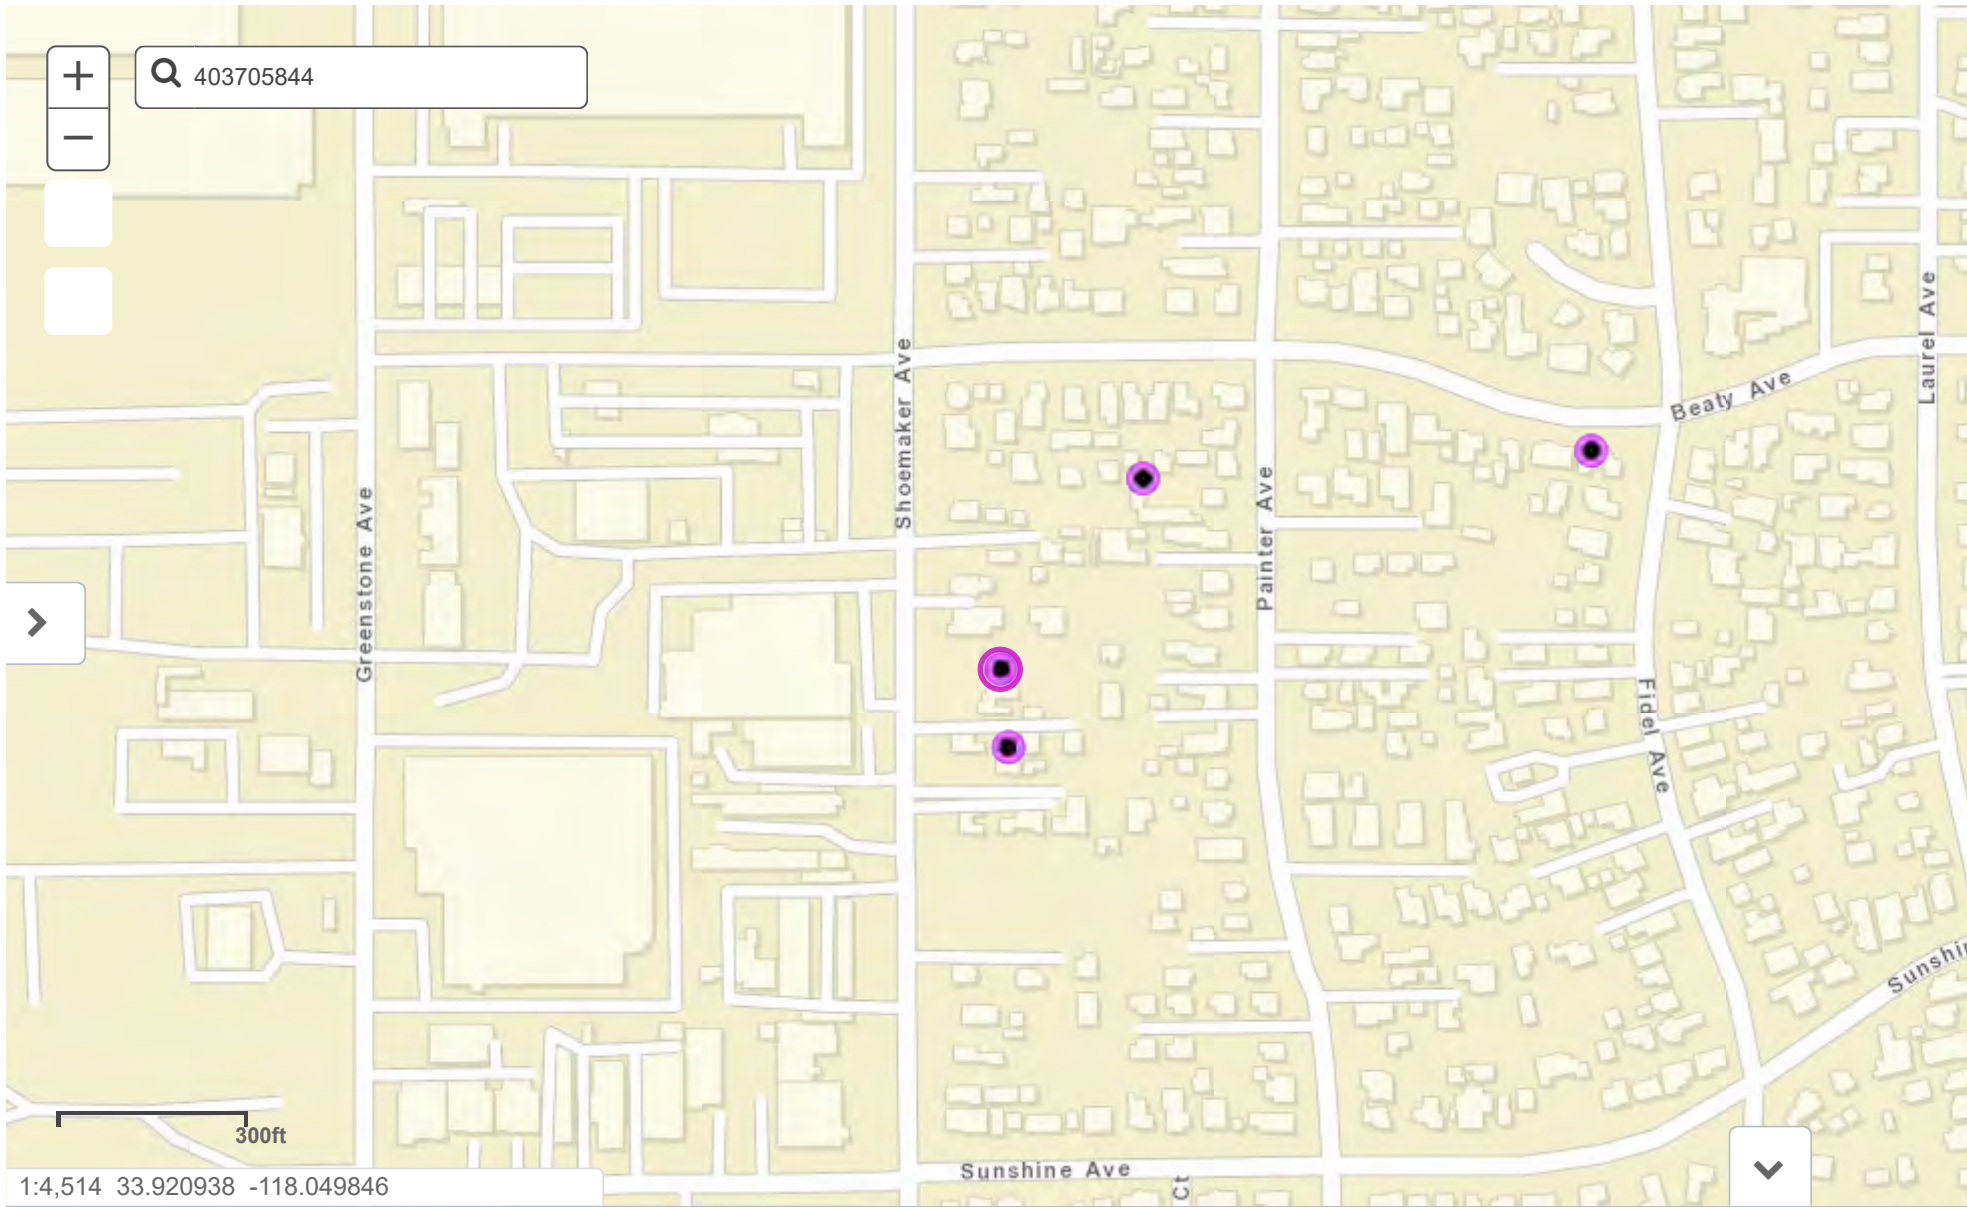 403705844
Shoemaker Ave
Laurel Ave
Beaty Ave
Greenstone Ave
Painter Ave
Fidel Ave
Sunshin
300ft
Sunshine Ave
Ct
1:4,514 33.920938 -118.049846